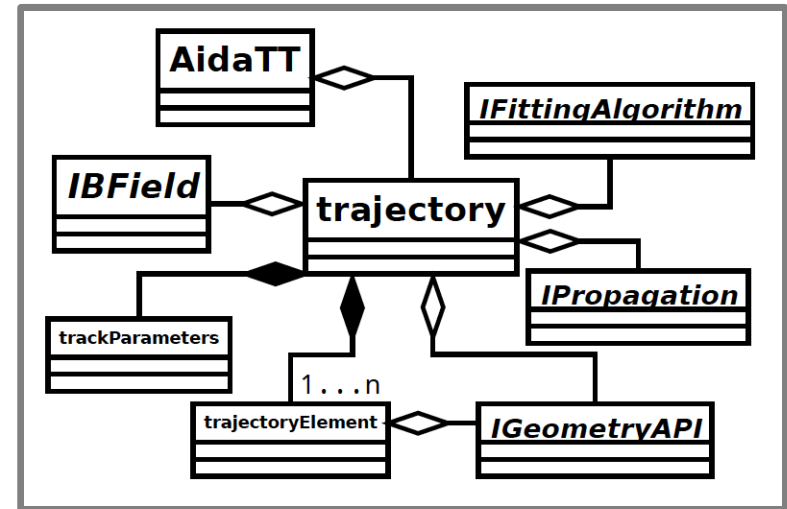 AidaTT
IFittingAlgorithm
IBField
trajectory
IPropagation
trackParameters
1...n
trajectoryElement
IGeometryAPI